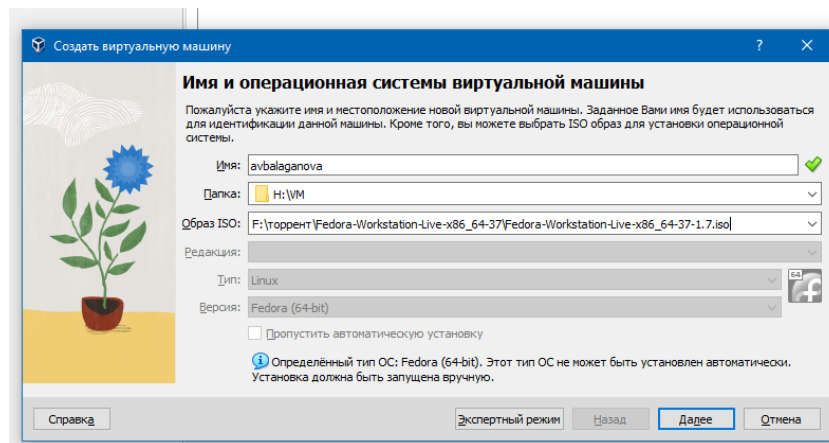 Создать виртуальную машину
?
Имя и операционная системы виртуальной машины
Пожалуйста укажите имя и местоположение новой виртуальной машины. Заданное Вами имя будет использоваться
для идентификации данной машины. Кроме того, вы можете выбрать ISO образ для установки операционной
системы.
Имя: avbalaganova
Папка: H:\VM
Образ ISO: F:\торрент\Fedora-Workstation-Live-x86_64-37\Fedora-Workstation-Live-x86_64-37-1.7.iso
Редакция:
Тип: Linux
64
Версия: Fedora (64-bit)
Пропустить автоматическую установку
Определённый тип ОС: Fedora (64-bit). Этот тип ОС не может быть установлен автоматически.
Установка должна быть запущена вручную.
Справка Экспертный режим Назад Далее Отмена